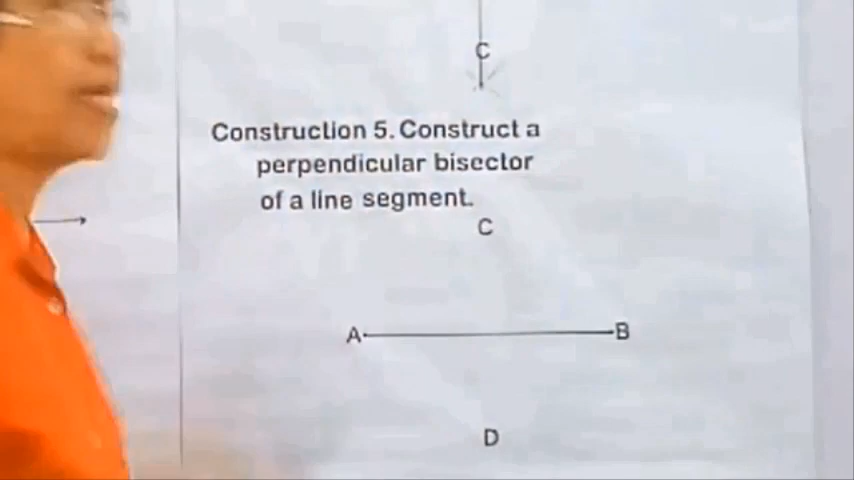 C
Construction 5. Construct a
perpendicular bisector
of a line segment.
C
A B
D